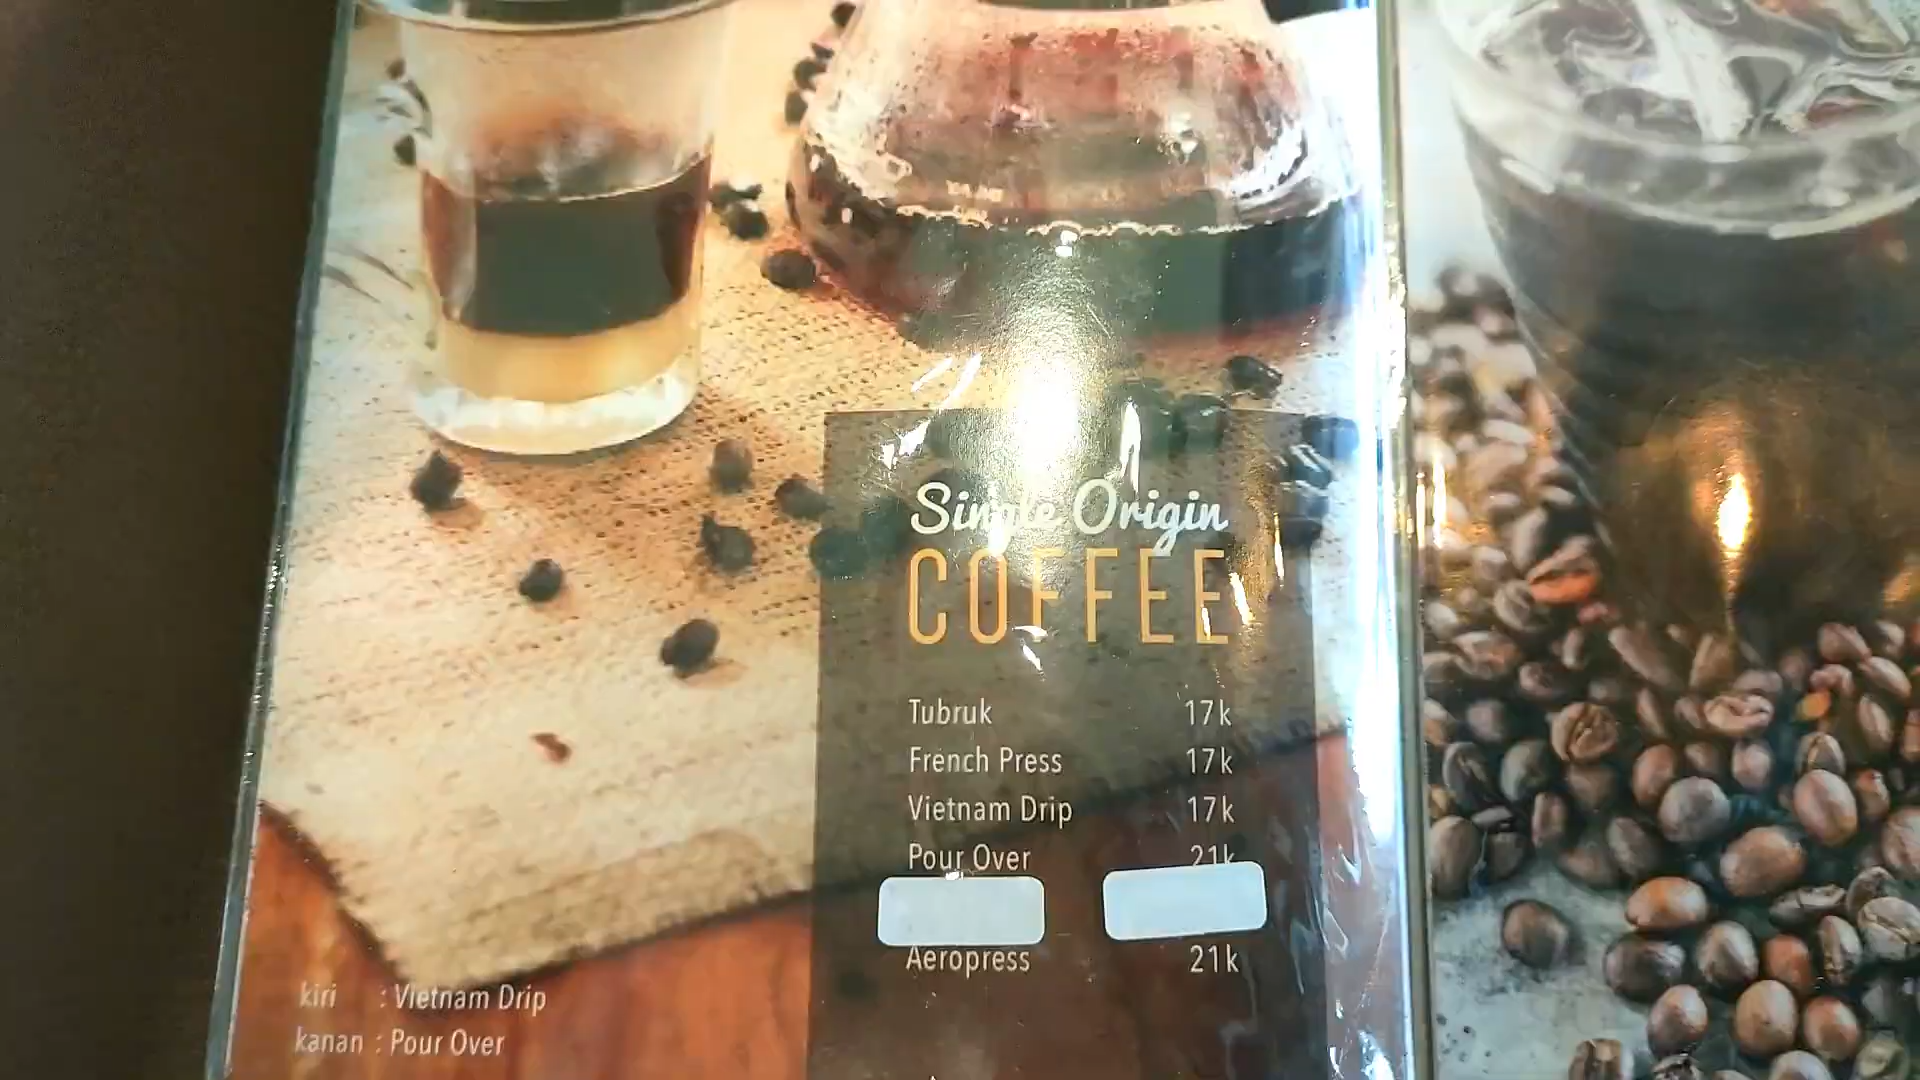 Single Origin
COFFEE
Tubruk 17k
French Press 17k
Vietnam Drip 17k
Pour Over 21k
Aeropress 21k
kiri : Vietnam Drip
kanan : Pour Over